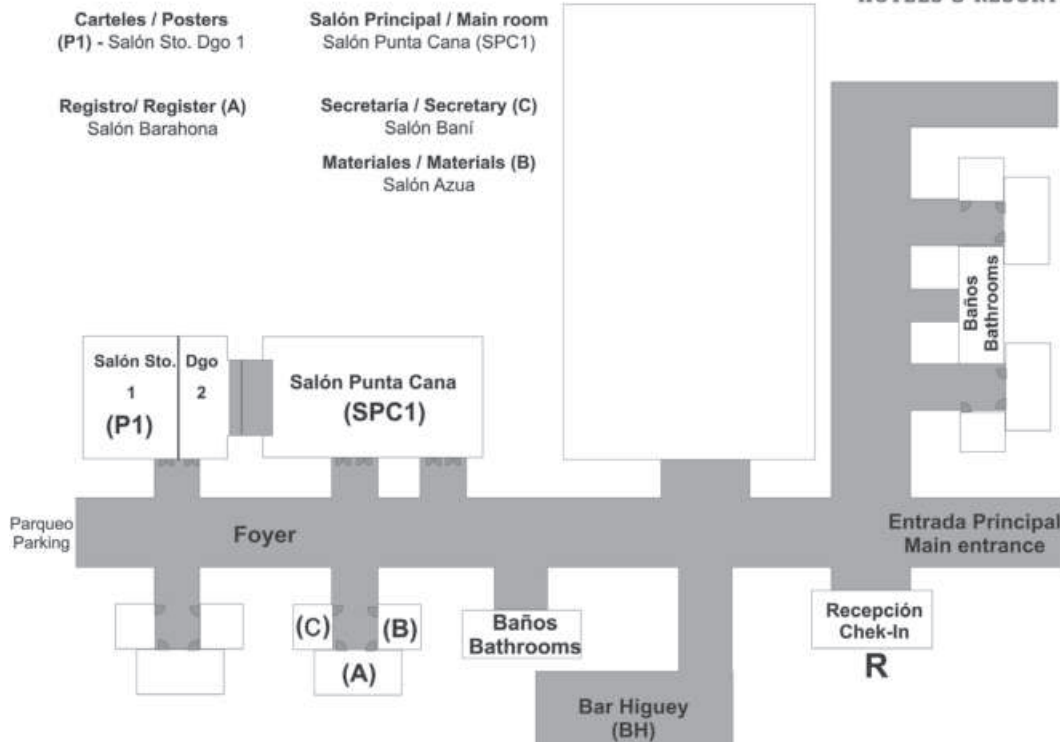 HOTELS & RESORT
Carteles / Posters
(P1) - Salón Sto. Dgo 1
Salón Principal / Main room
Salón Punta Cana (SPC1)
Registro/ Register (A)
Salón Barahona
Secretaría / Secretary (C)
Salón Baní
Materiales / Materials (B)
Salón Azua
Baños
Bathrooms
Salón Sto. Dgo
1 2
(P1)
Salón Punta Cana
(SPC1)
Parqueo
Parking
Foyer
Entrada Principal
Main entrance
(C) (B)
(A)
Baños
Bathrooms
Recepción
Chek-In
R
Bar Higuey
(BH)